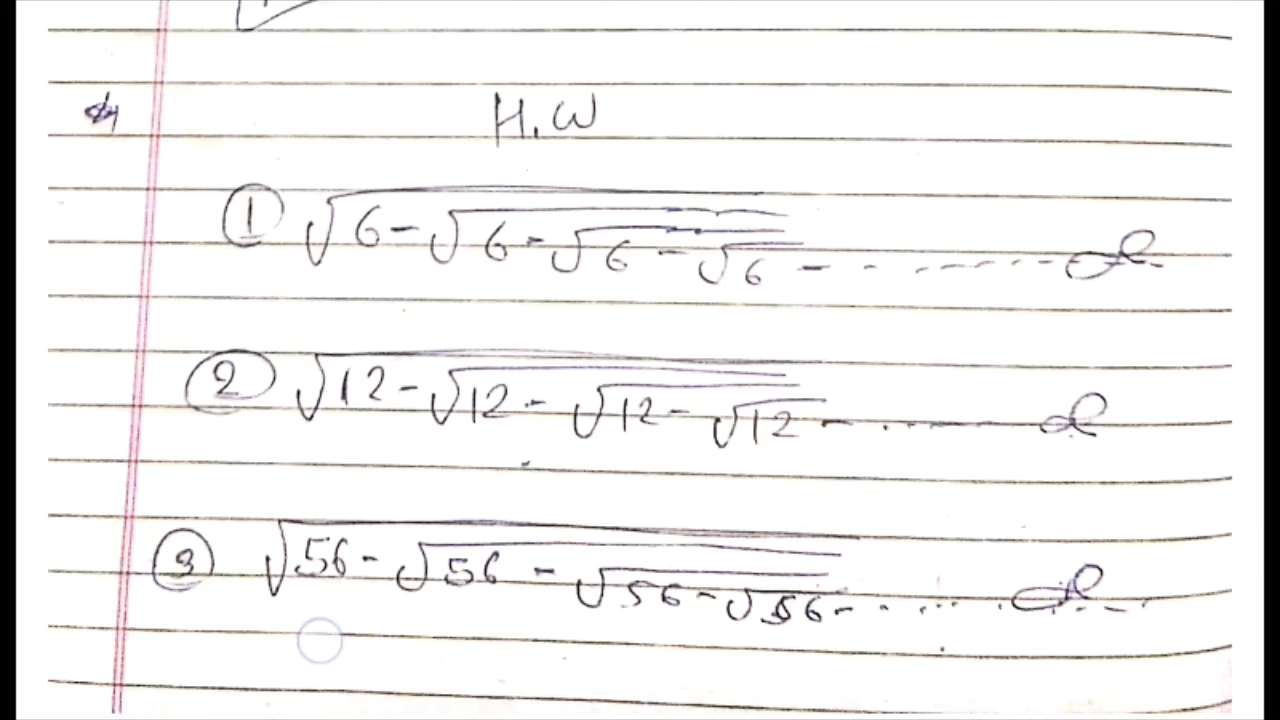 H.W
① √6-√6-√6-√6 - - ------- ∞
② √12-√12-√12-√12 - ------ ∞
③ √56-√56-√56-√56- - ----- ∞